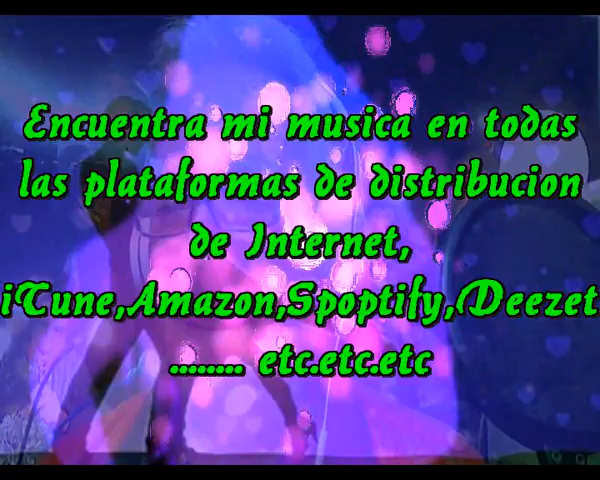 Encuentra mi musica en todas
las plataformas de distribucion
de Internet,
iTune,Amazon,Spoptify,Deezet
........ etc.etc.etc